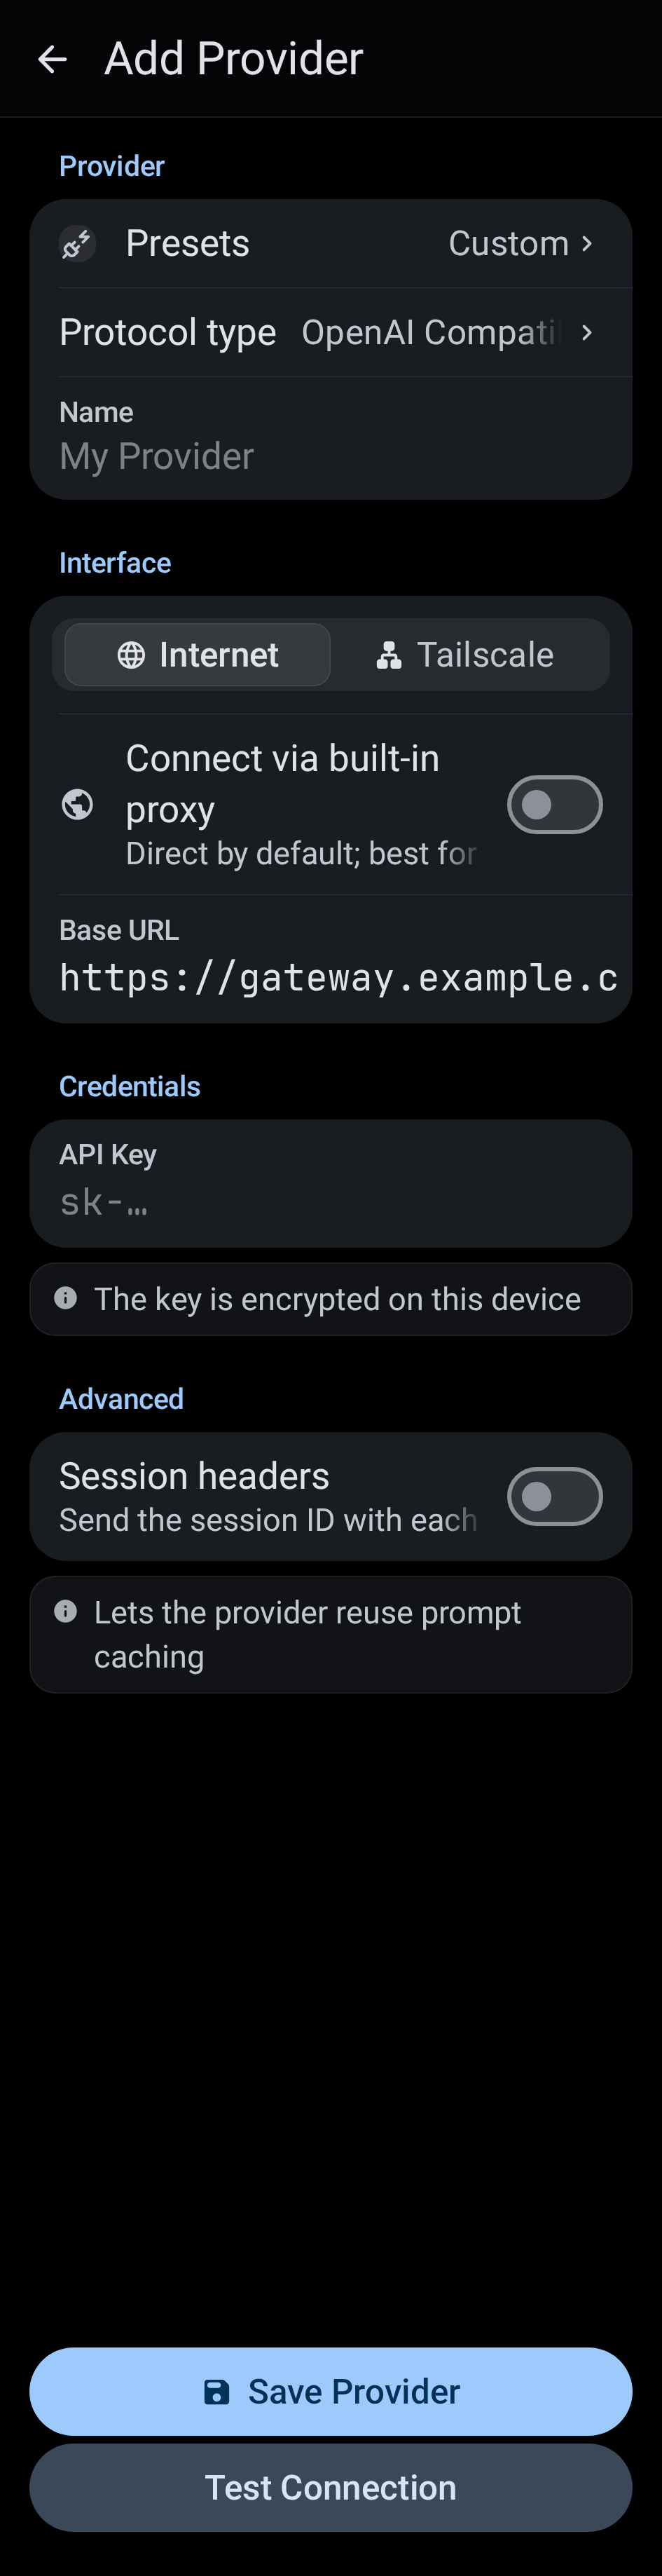 Add Provider
Provider
Presets Custom
Protocol type OpenAI Compati
Name
My Provider
Interface
Internet Tailscale
Connect via built-in
proxy
Direct by default; best for
Base URL
https://gateway.example.c
Credentials
API Key
sk-…
The key is encrypted on this device
Advanced
Session headers
Send the session ID with each
Lets the provider reuse prompt
caching
Save Provider
Test Connection